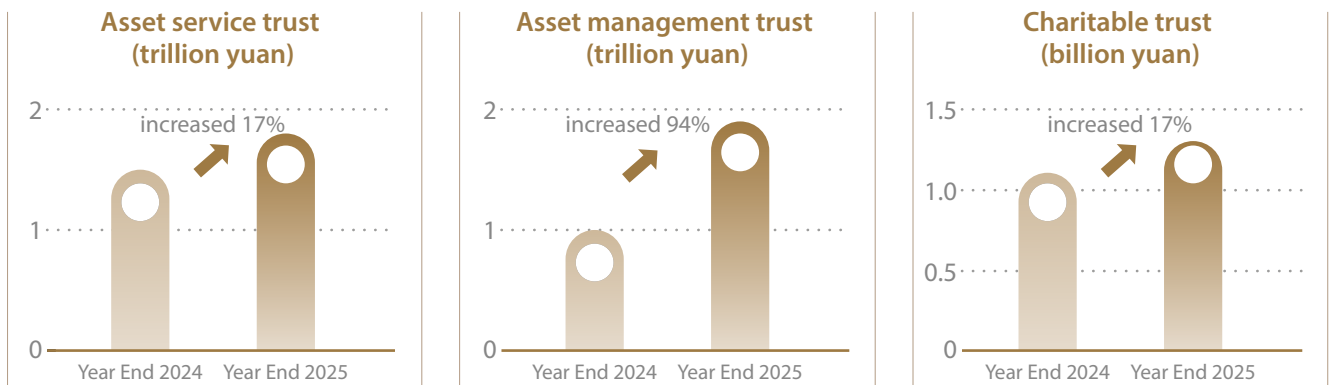 Asset service trust
(trillion yuan)
2
increased 17%
1
0
Year End 2024 Year End 2025
Asset management trust
(trillion yuan)
2
increased 94%
1
0
Year End 2024 Year End 2025
Charitable trust
(billion yuan)
1.5
increased 17%
1.0
0.5
0
Year End 2024 Year End 2025